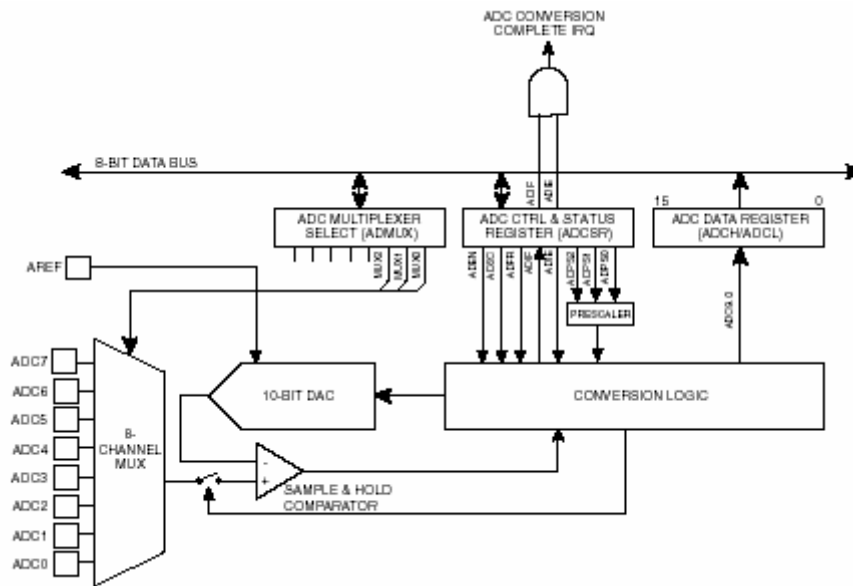 ADC CONVERSION
COMPLETE IRQ
8-BIT DATA BUS
ADIF
ADIE
15
0
ADC MULTIPLEXER
SELECT (ADMUX)
ADC CTRL & STATUS
REGISTER (ADCSR)
ADC DATA REGISTER
(ADCH/ADCL)
MUX2
MUX1
MUX0
ADEN
ADSC
ADFR
ADIF
ADIE
ADPS2
ADPS1
ADPS0
AREF
PRESCALER
ADC7
ADC6
ADC5
ADC4
ADC3
ADC2
ADC1
ADC0
8-
CHANNEL
MUX
10-BIT DAC
CONVERSION LOGIC
-
+
SAMPLE & HOLD
COMPARATOR